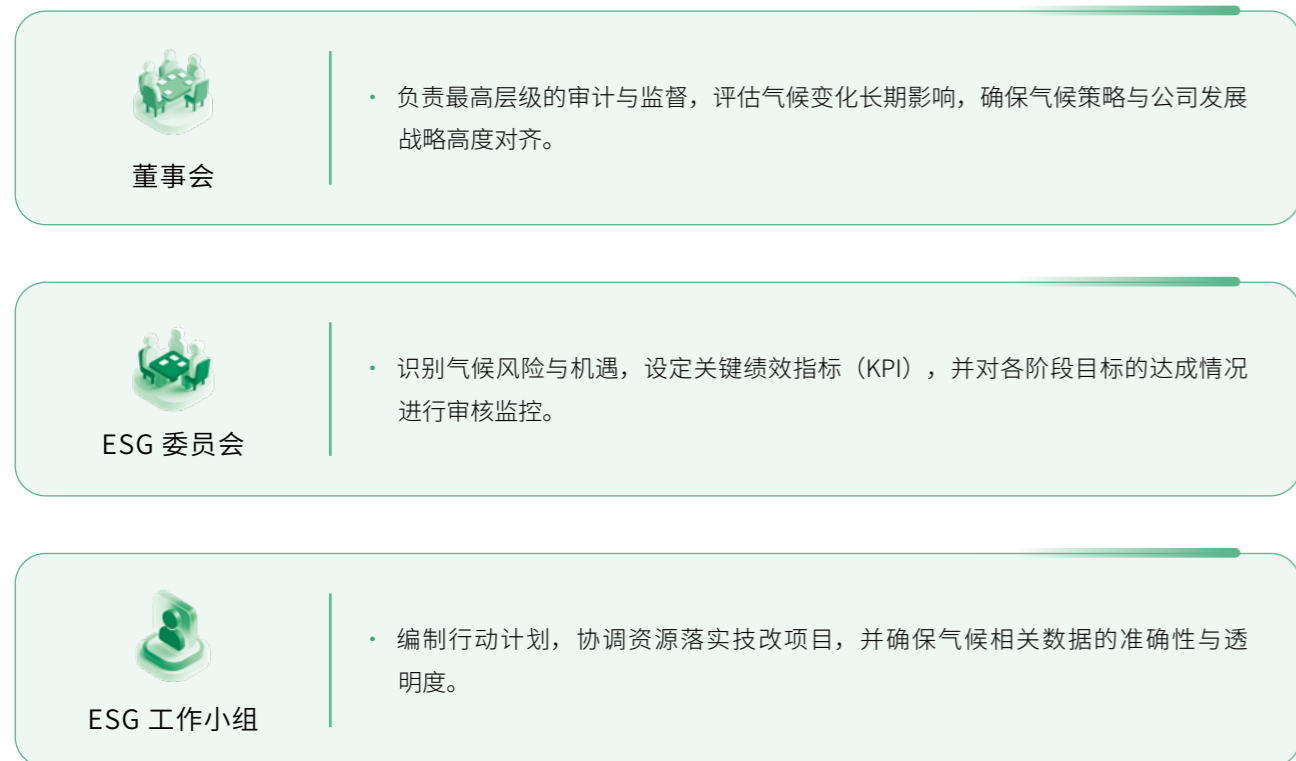 董事会
· 负责最高层级的审计与监督，评估气候变化长期影响，确保气候策略与公司发展
战略高度对齐。
ESG 委员会
· 识别气候风险与机遇，设定关键绩效指标（KPI），并对各阶段目标的达成情况
进行审核监控。
ESG 工作小组
· 编制行动计划，协调资源落实技改项目，并确保气候相关数据的准确性与透
明度。